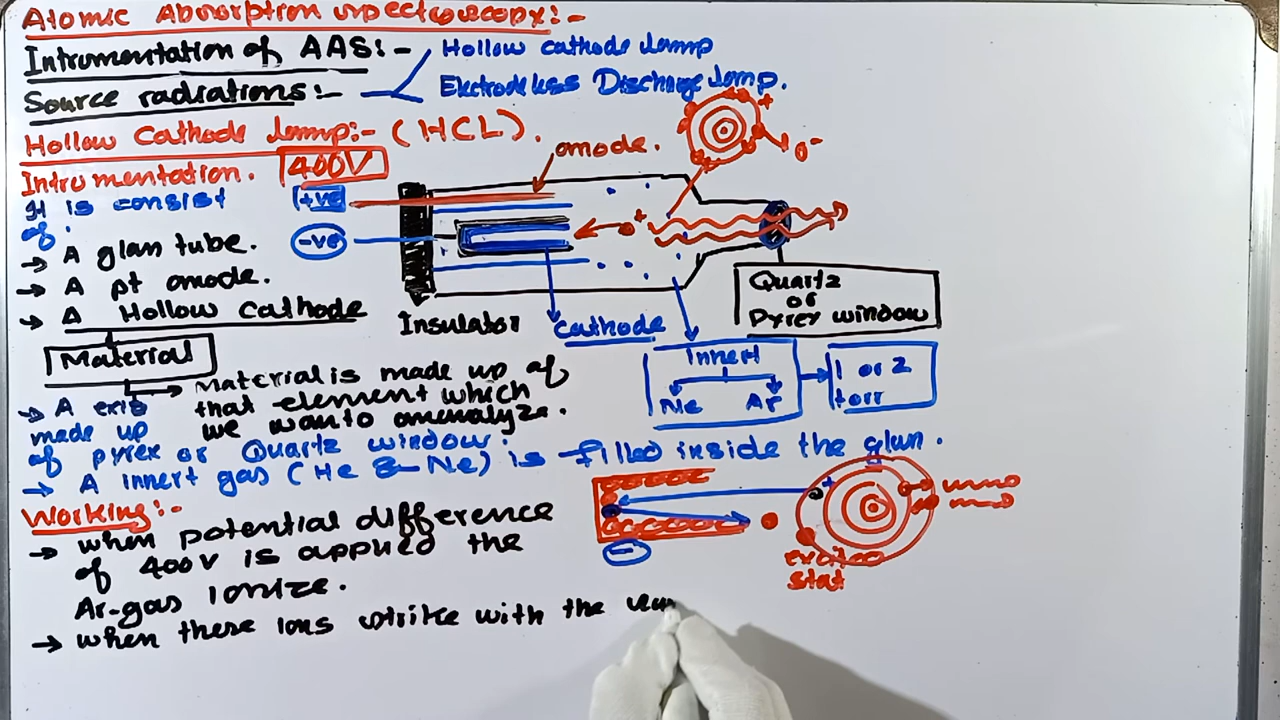 Atomic Absorption spectroscopy:-
Intrumentation of AAS:-
Hollow cathode lamp
Electrodeless Discharge lamp.
Source radiations:-
Hollow Cathode lamp:- (HCL).
Intrumentation.
400V
anode.
e-
It is consist
of:
+ve
-ve
→ A glass tube.
→ A pt anode.
→ A Hollow cathode
Insulator
Cathode
Quartz
or
Pyrex window
Material
→ Material is made up of
that element which
we want to
Innert
Ne Ar
1 or 2
torr
→ A
made up
of pyrex or Quartz window.
→ A innert gas (He & Ne) is filled inside the glass.
Working:-
→ when potential difference
of 400V is applied the
Ar-gas ionize.
→ when these ions strike with the
+
-
excited
stat